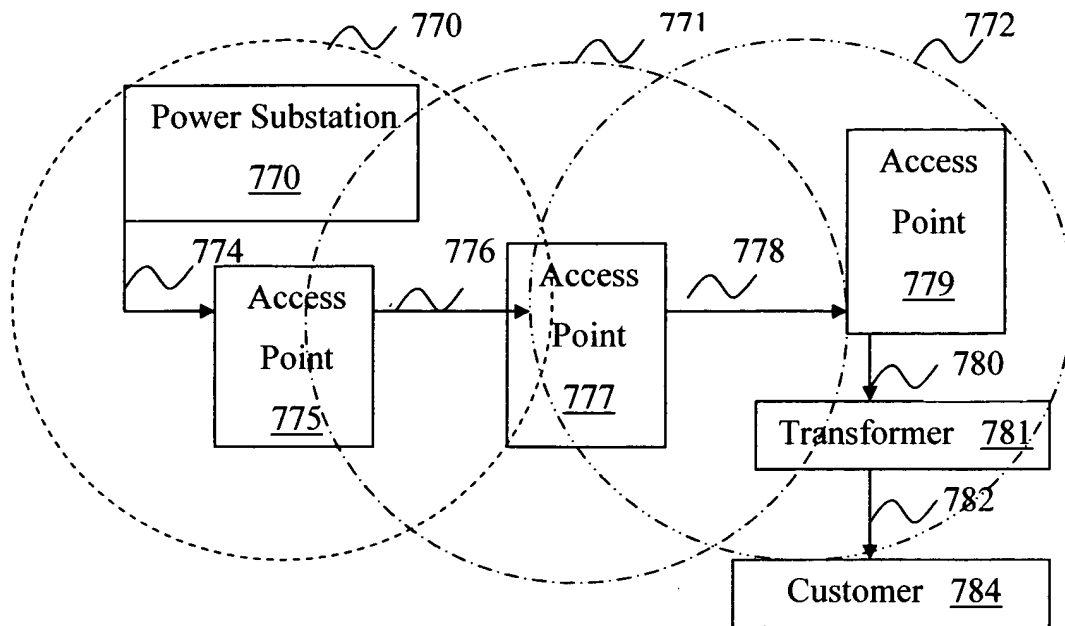 770
771
772
Power Substation
770
Access
Point
779
774
776
778
Access
Point
775
Access
Point
777
780
Transformer 781
782
Customer 784